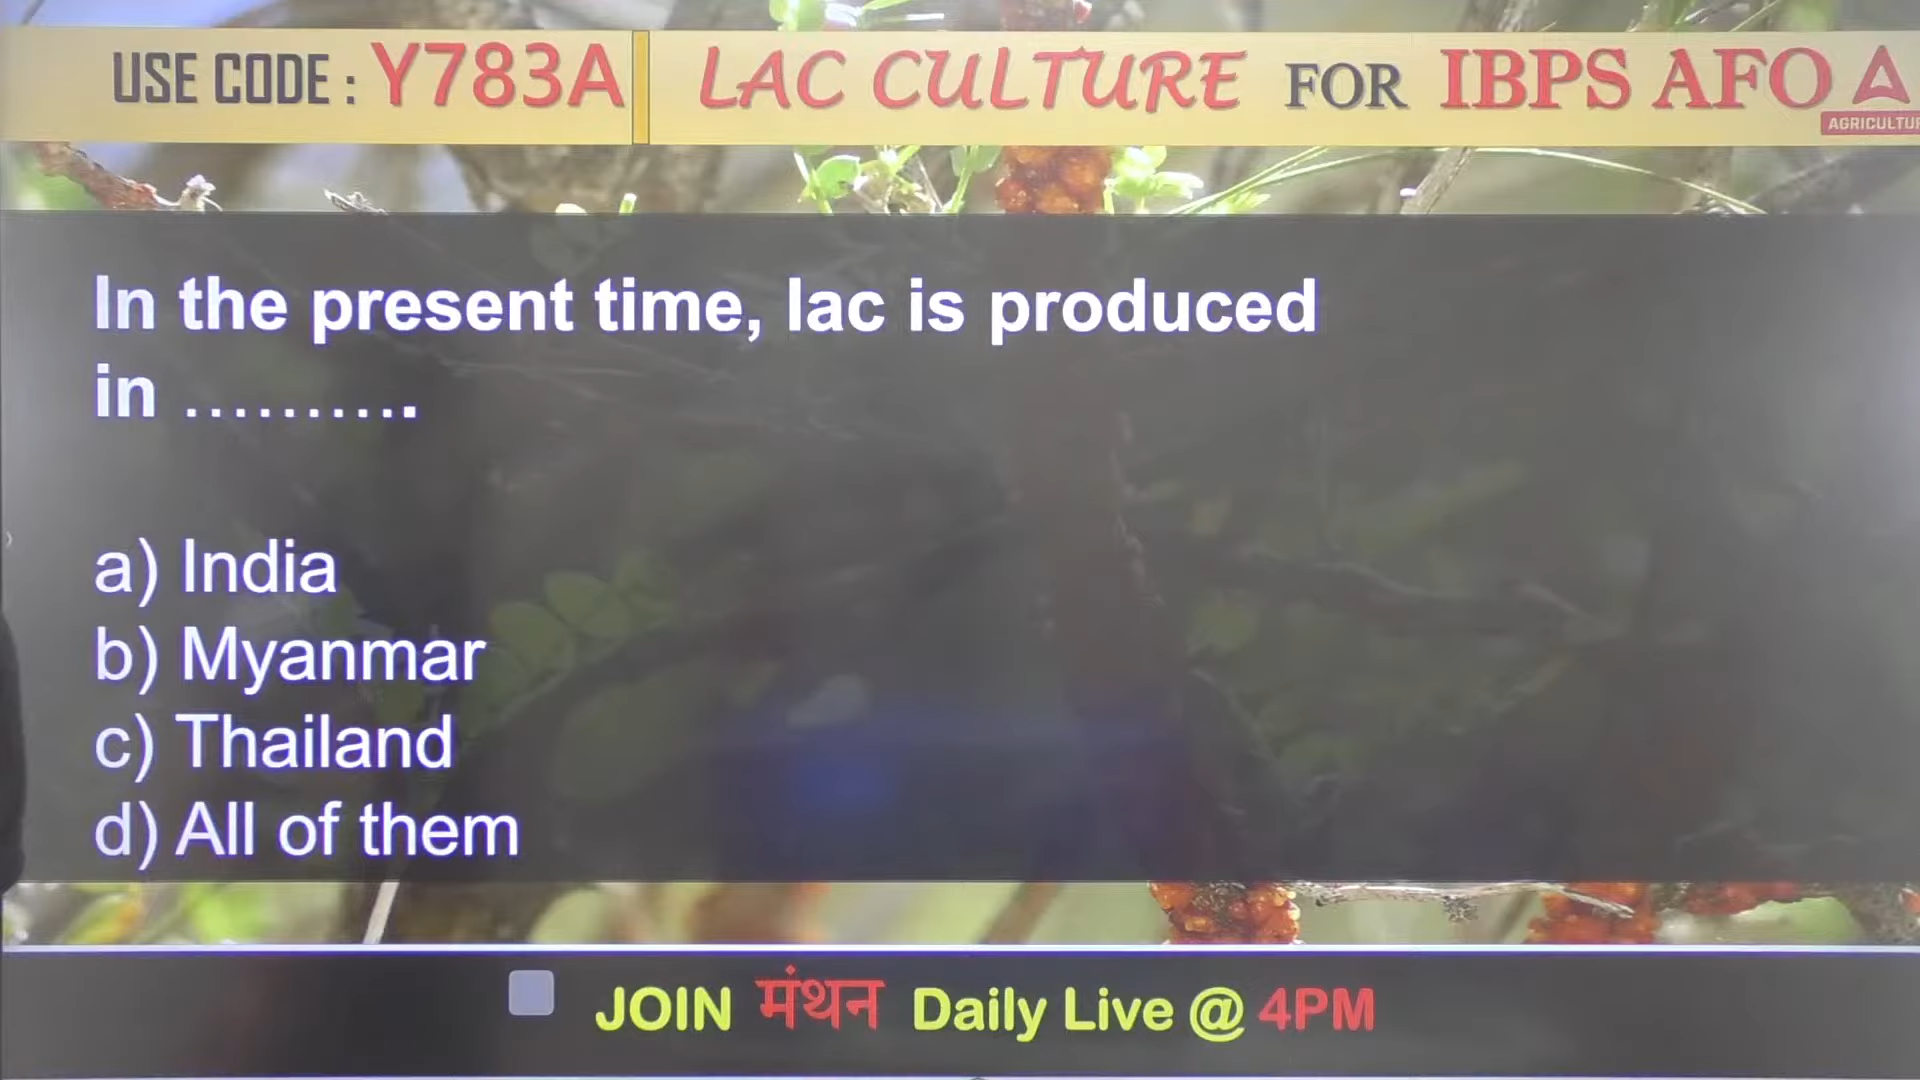 USE CODE : Y783A LAC CULTURE FOR IBPS AFO
AGRICULTUR
In the present time, lac is produced
in ……….
a) India
b) Myanmar
c) Thailand
d) All of them
JOIN मंथन Daily Live @ 4PM